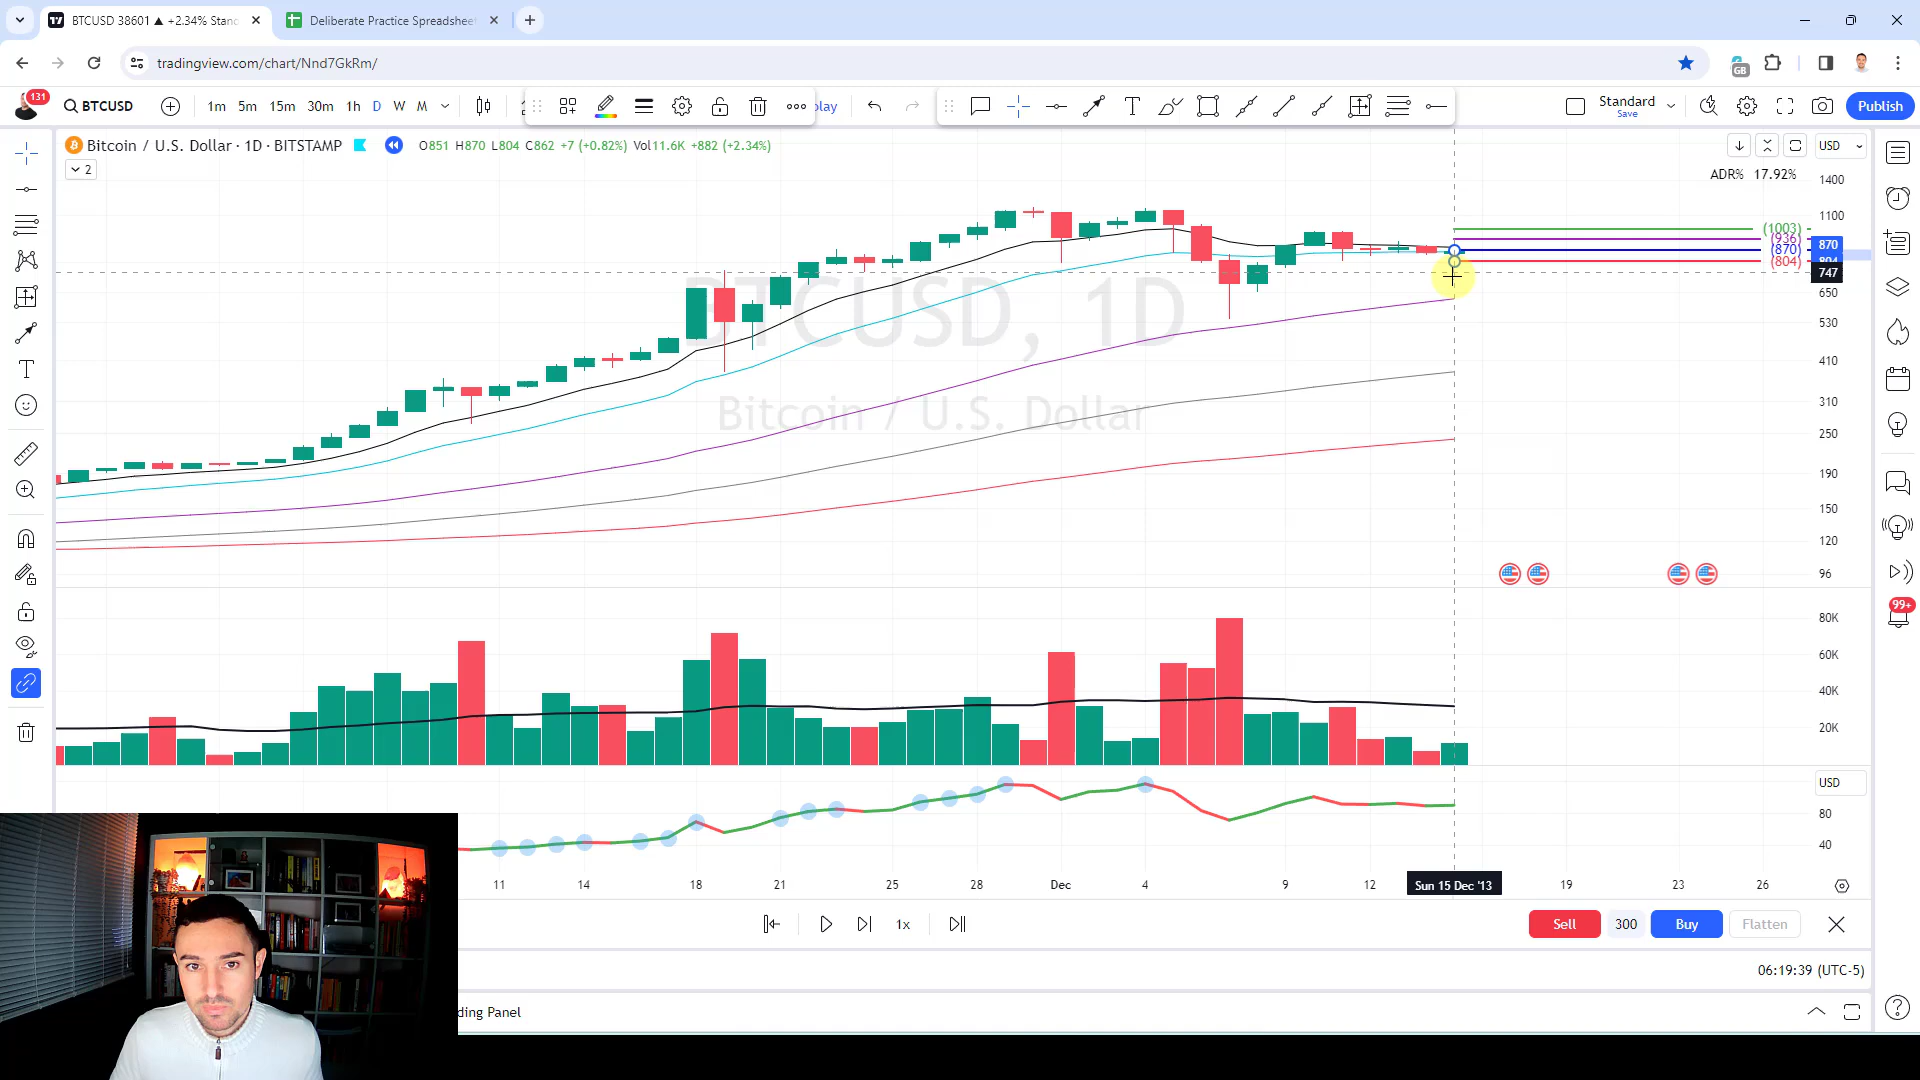 BTCUSD 38601 ▲ +2.34% Stand
Deliberate Practice Spreadshee
tradingview.com/chart/Nnd7GkRm/
GB
131
BTCUSD
1m 5m 15m 30m 1h D W M
play
Standard
Save
Publish
Bitcoin / U.S. Dollar · 1D · BITSTAMP
O851 H870 L804 C862 +7 (+0.82%) Vol11.6K +882 (+2.34%)
USD
2
ADR% 17.92%
1400
1100
(1003)
(936)
870
(870)
(804)
804
747
650
530
410
310
250
190
150
120
96
BTCUSD, 1D
Bitcoin / U.S. Dollar
80K
60K
40K
20K
99+
USD
80
40
11 14 18 21 25 28 Dec 4 9 12 Sun 15 Dec '13 19 23 26
1x
Sell 300 Buy Flatten
06:19:39 (UTC-5)
ding Panel